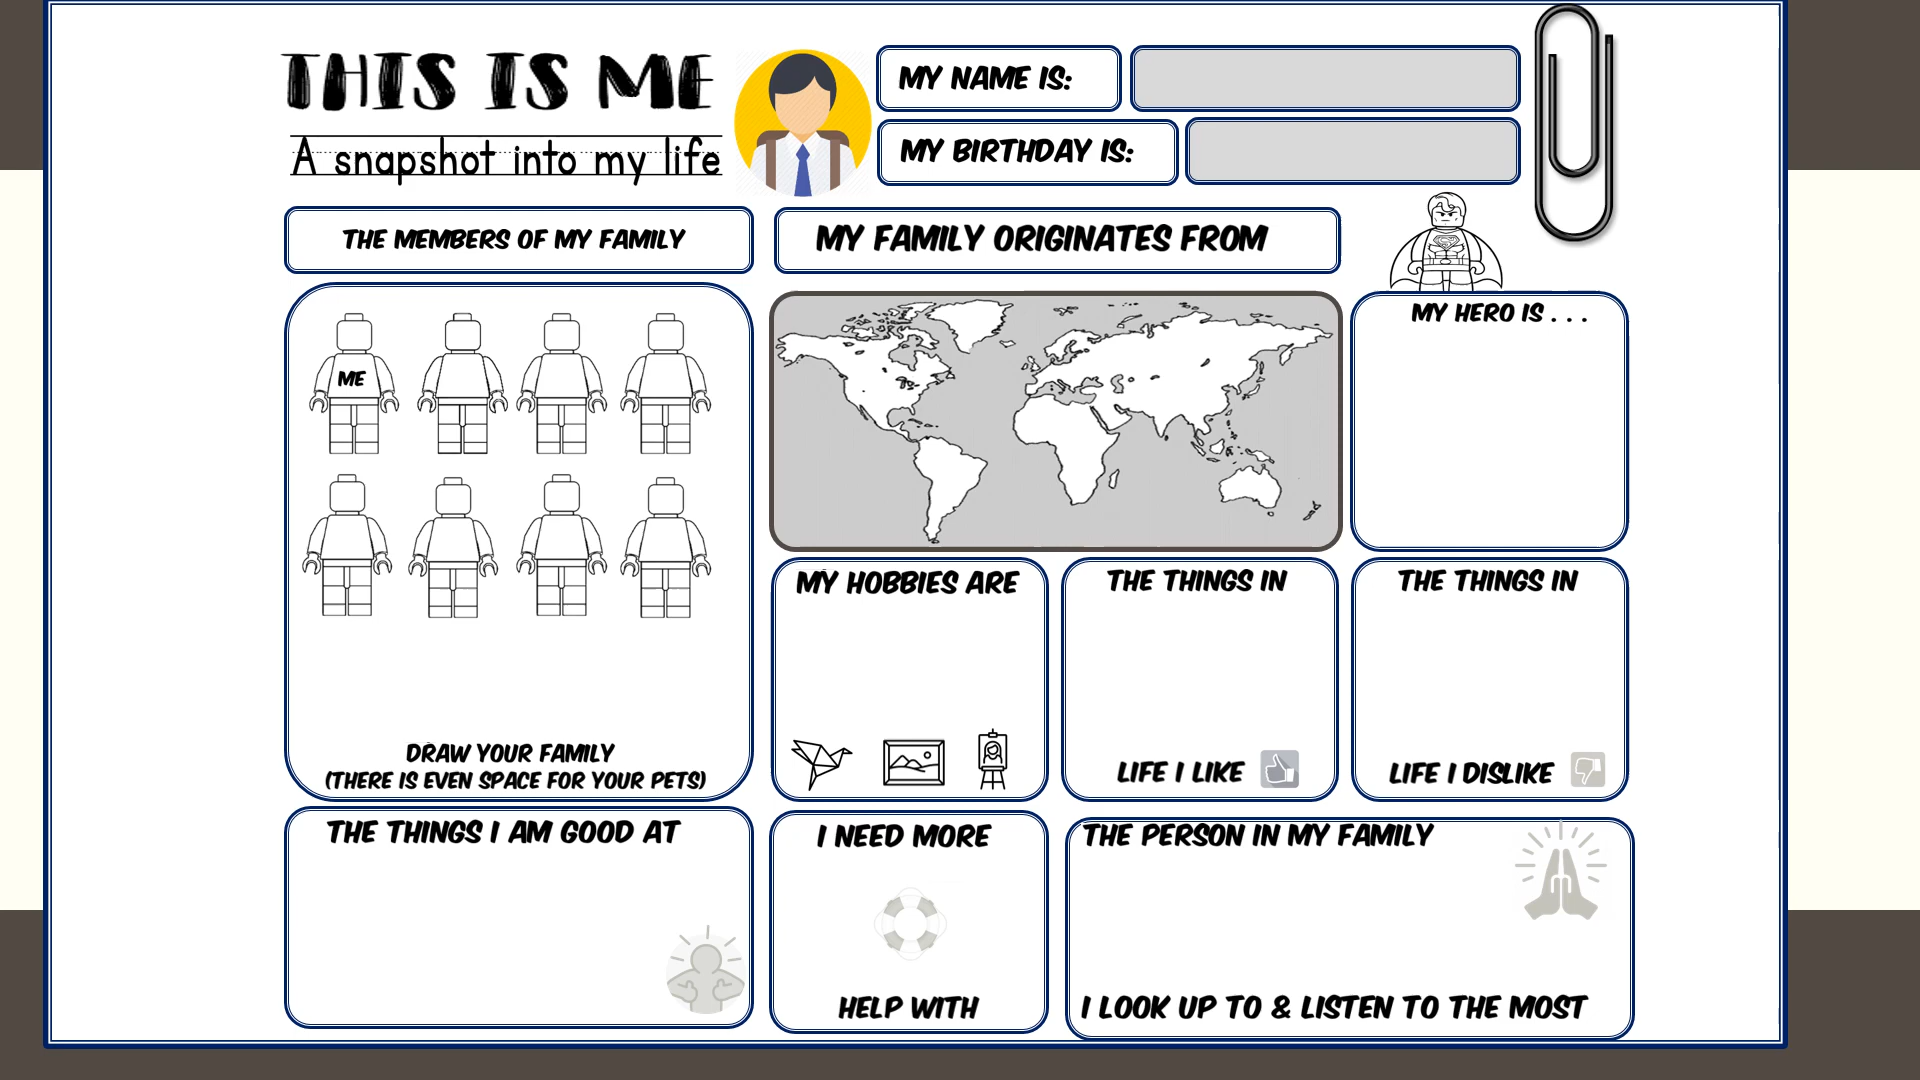 THIS IS ME
A snapshot into my life
MY NAME IS:
MY BIRTHDAY IS:
THE MEMBERS OF MY FAMILY
ME
DRAW YOUR FAMILY
(THERE IS EVEN SPACE FOR YOUR PETS)
MY FAMILY ORIGINATES FROM
MY HERO IS . . .
MY HOBBIES ARE
THE THINGS IN
LIFE I LIKE
THE THINGS IN
LIFE I DISLIKE
THE THINGS I AM GOOD AT
I NEED MORE
HELP WITH
THE PERSON IN MY FAMILY
I LOOK UP TO & LISTEN TO THE MOST